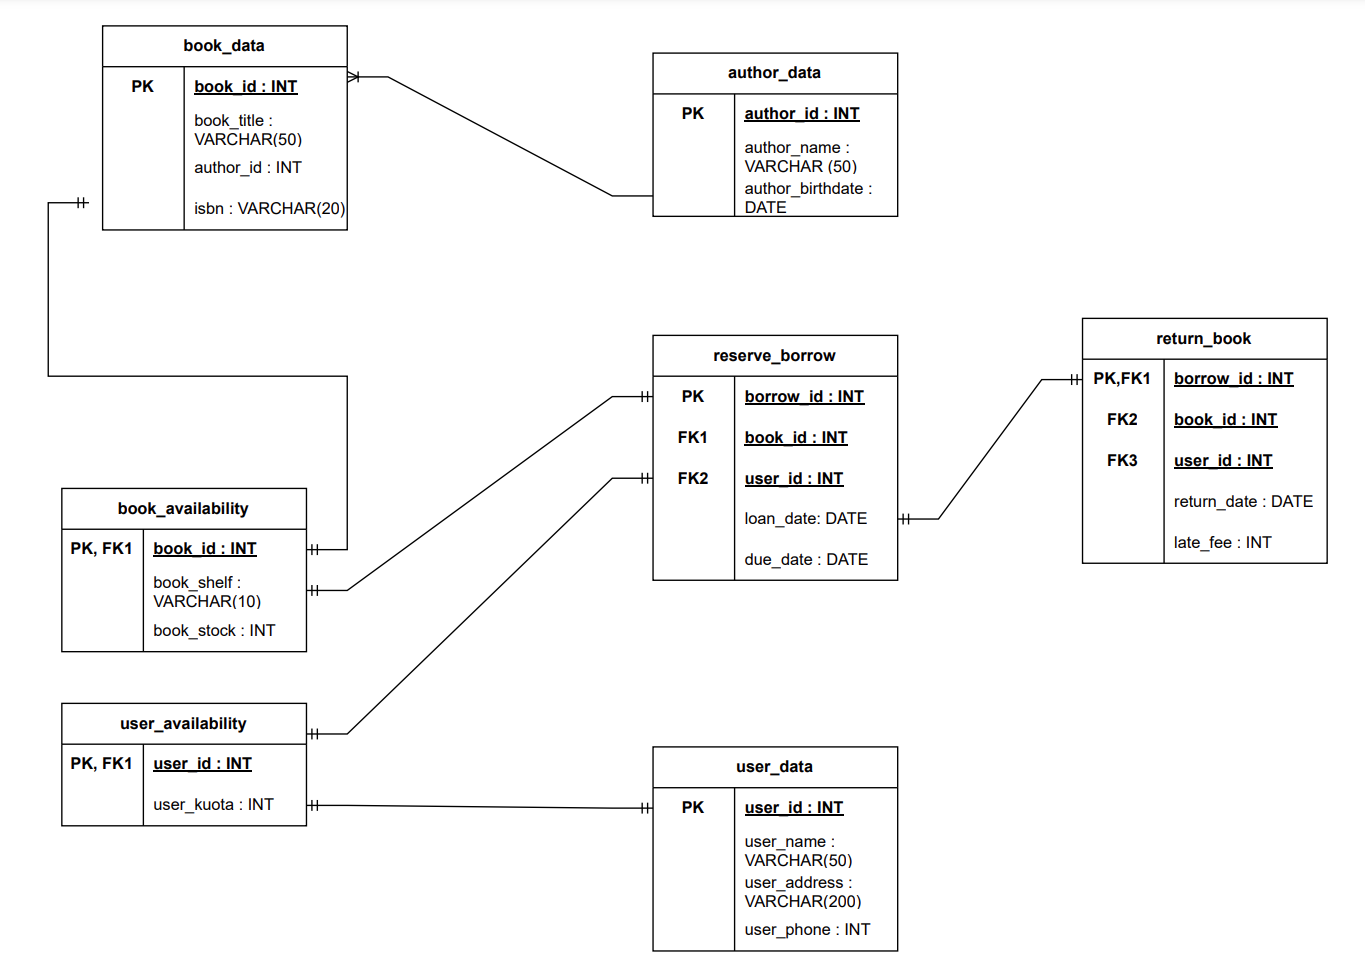 book_data
PK
book_id : INT
book_title :
VARCHAR(50)
author_id : INT
isbn : VARCHAR(20)
author_data
PK
author_id : INT
author_name :
VARCHAR (50)
author_birthdate :
DATE
reserve_borrow
PK
borrow_id : INT
FK1
book_id : INT
FK2
user_id : INT
loan_date: DATE
due_date : DATE
return_book
PK,FK1
borrow_id : INT
FK2
book_id : INT
FK3
user_id : INT
return_date : DATE
late_fee : INT
book_availability
PK, FK1
book_id : INT
book_shelf :
VARCHAR(10)
book_stock : INT
user_availability
PK, FK1
user_id : INT
user_kuota : INT
user_data
PK
user_id : INT
user_name :
VARCHAR(50)
user_address :
VARCHAR(200)
user_phone : INT